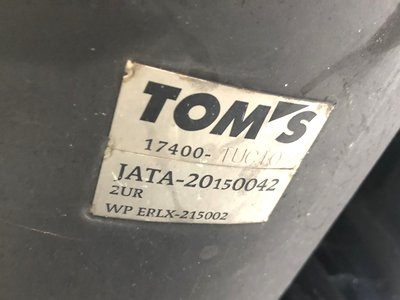 TOM'S
17400-TUC10
JATA-20150042
2UR
WP ERLX-215002